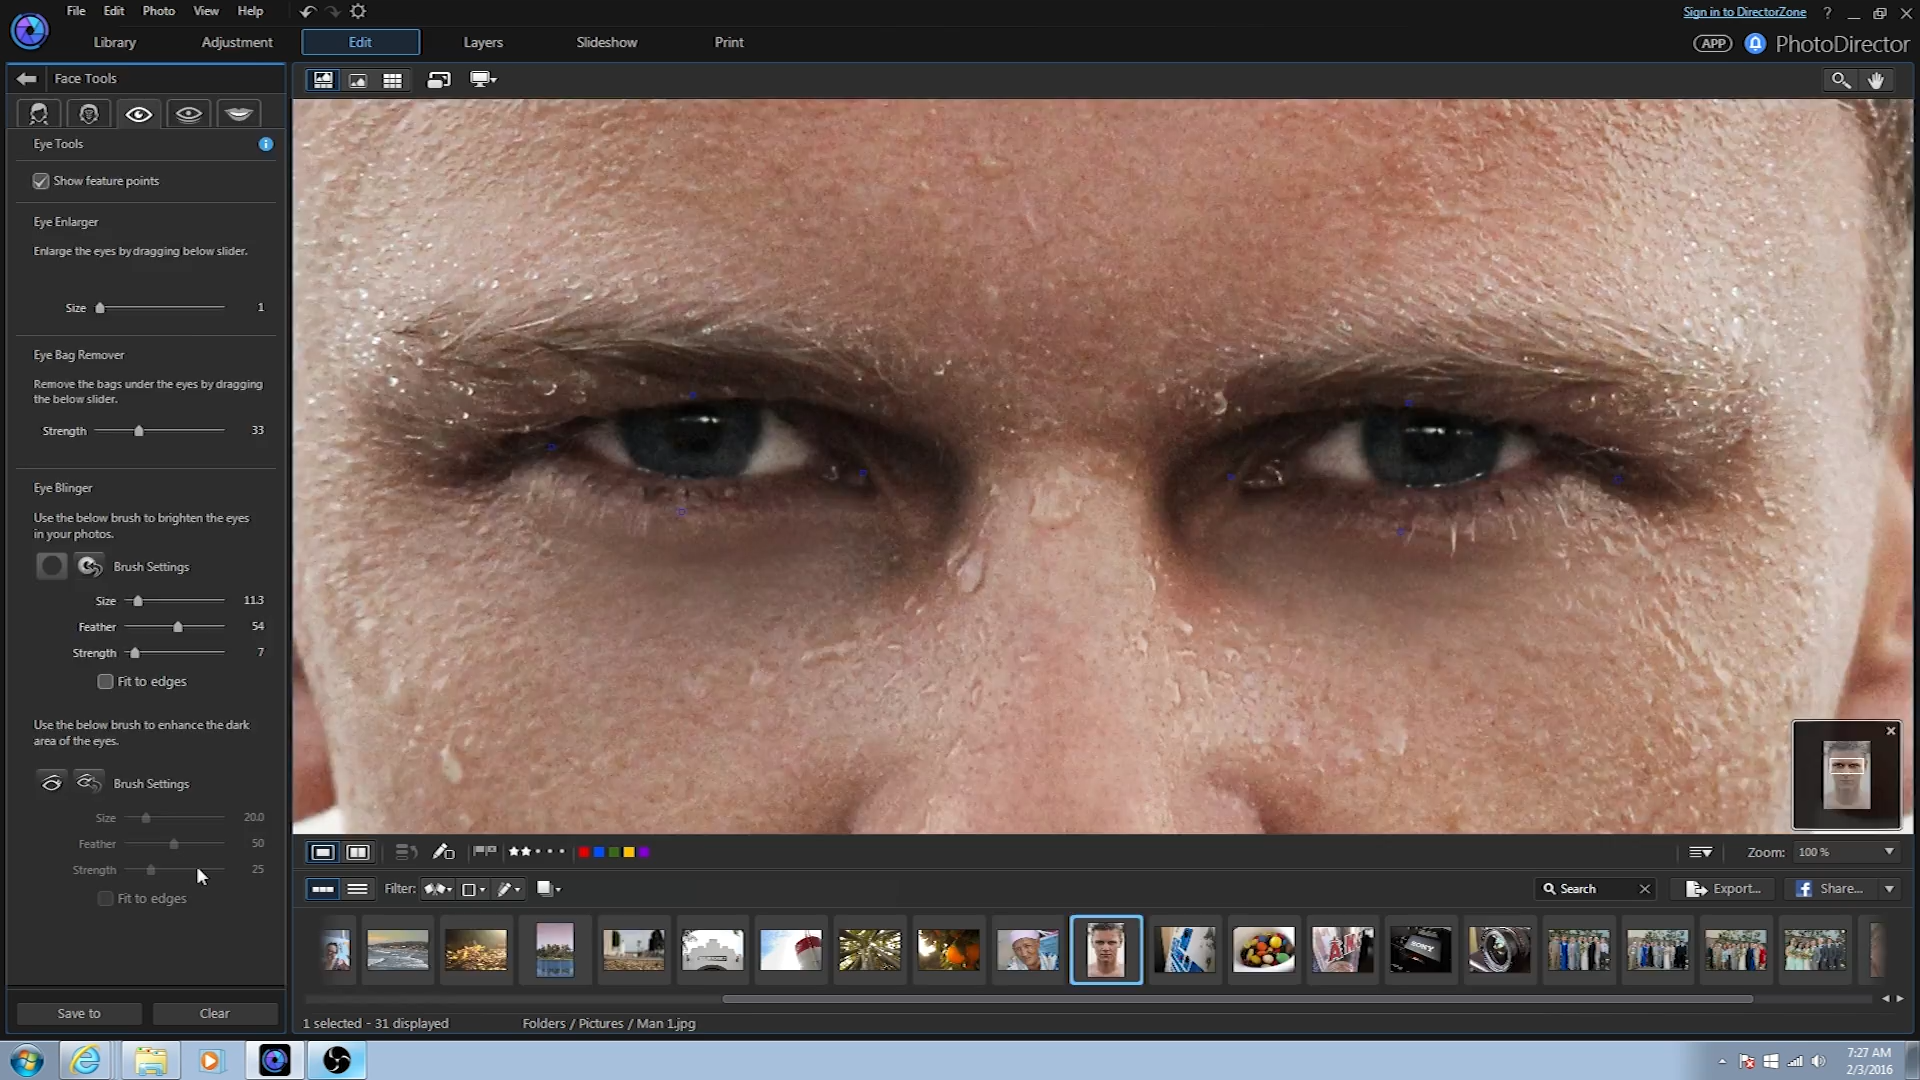 File Edit Photo View Help
Sign in to DirectorZone ?
Library Adjustment Edit Layers Slideshow Print
APP PhotoDirector
Face Tools
Eye Tools
Show feature points
Eye Enlarger
Enlarge the eyes by dragging below slider.
Size 1
Eye Bag Remover
Remove the bags under the eyes by dragging
the below slider.
Strength 33
Eye Blinger
Use the below brush to brighten the eyes
in your photos.
Brush Settings
Size 11.3
Feather 54
Strength 7
Fit to edges
Use the below brush to enhance the dark
area of the eyes.
Brush Settings
Size 20.0
Feather 50
Strength 25
Fit to edges
Save to Clear
Zoom: 100 %
Filter:
Search
Export...
Share...
SONY
1 selected - 31 displayed
Folders / Pictures / Man 1.jpg
7:27 AM
2/3/2016